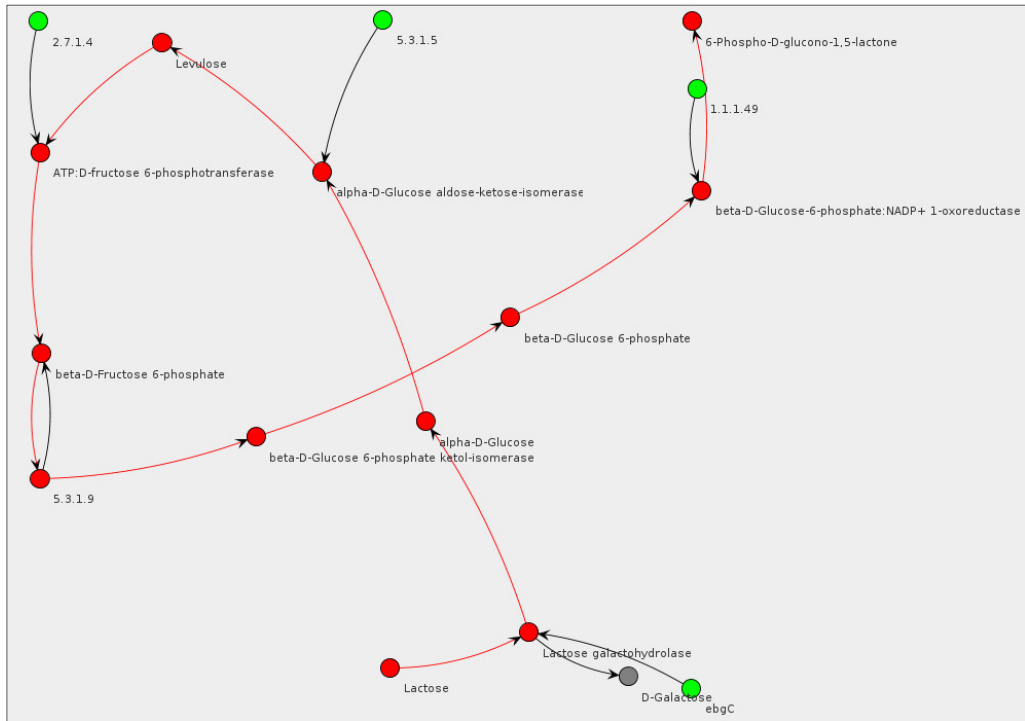 2.7.1.4
5.3.1.5
6-Phospho-D-glucono-1,5-lactone
Levulose
1.1.1.49
ATP:D-fructose 6-phosphotransferase
alpha-D-Glucose aldose-ketose-isomerase
beta-D-Glucose-6-phosphate:NADP+ 1-oxoreductase
beta-D-Glucose 6-phosphate
beta-D-Fructose 6-phosphate
alpha-D-Glucose
beta-D-Glucose 6-phosphate ketol-isomerase
5.3.1.9
Lactose galactohydrolase
Lactose
D-Galactose
ebgC